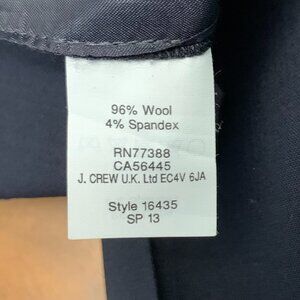 96% Wool
4% Spandex
RN77388
CA56445
J. CREW U.K. Ltd EC4V 6JA
Style 16435
SP 13